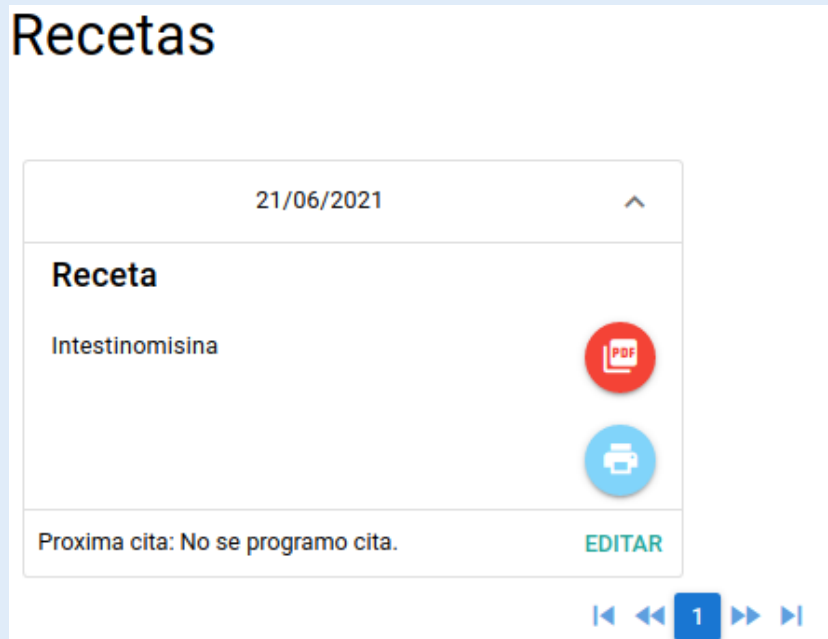 Recetas
21/06/2021
Receta
Intestinomisina
PDF
Proxima cita: No se programo cita.
EDITAR
1